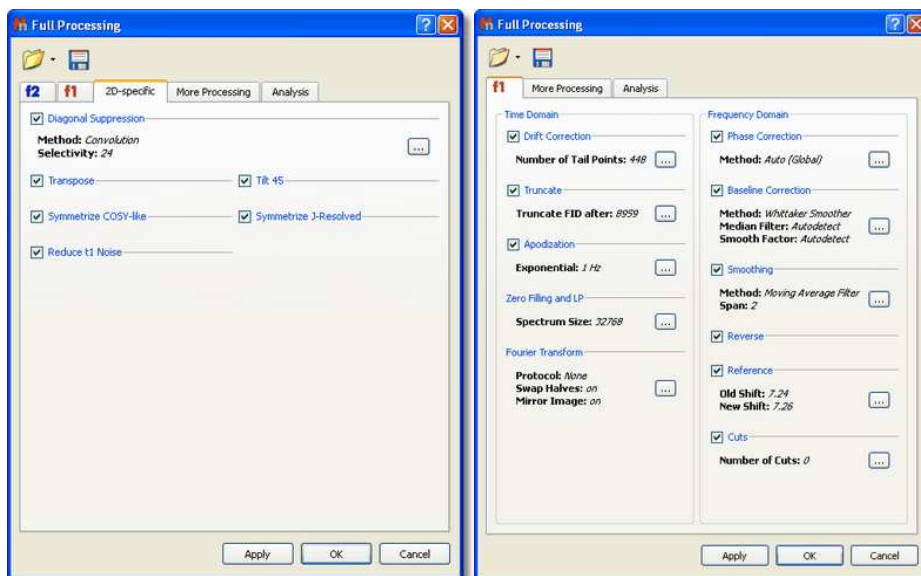 Full Processing
f2 f1 2D-specific More Processing Analysis
Diagonal Suppression
Method: Convolution
Selectivity: 24
...
Transpose Tilt 45
Symmetrize COSY-like Symmetrize J-Resolved
Reduce t1 Noise
Apply OK Cancel
Full Processing
f1 More Processing Analysis
Time Domain
Drift Correction
Number of Tail Points: 448 ...
Truncate
Truncate FID after: 8959 ...
Apodization
Exponential: 1 Hz ...
Zero Filling and LP
Spectrum Size: 32768 ...
Fourier Transform
Protocol: None
Swap Halves: on ...
Mirror Image: on
Frequency Domain
Phase Correction
Method: Auto (Global) ...
Baseline Correction
Method: Whittaker Smoother
Median Filter: Autodetect ...
Smooth Factor: Autodetect
Smoothing
Method: Moving Average Filter
Span: 2 ...
Reverse
Reference
Old Shift: 7.24
New Shift: 7.26 ...
Cuts
Number of Cuts: 0 ...
Apply OK Cancel